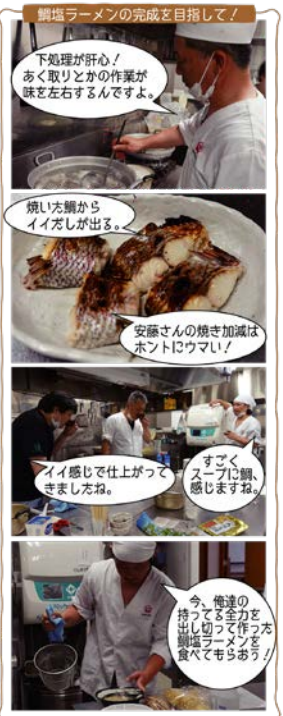 鯛塩ラーメンの完成を目指して！
下処理が肝心！
あく取りとかの作業が
味を左右するんですよ。
焼いた鯛から
イイだしが出る。
安藤さんの焼き加減は
ホントにウマい！
イイ感じで仕上がって
きましたね。
すごく
スープに鯛、
感じますね。
今、俺達の
持ってる全力を
出し切って作った
鯛塩ラーメンを
食べてもらおう！